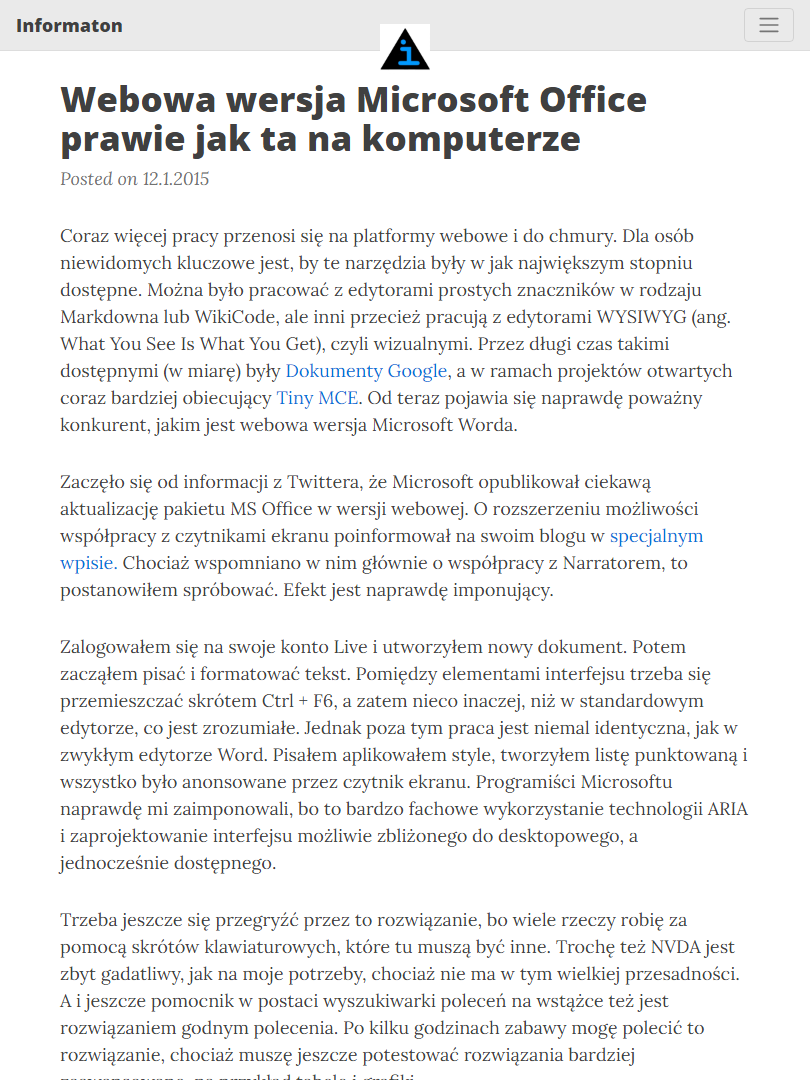 Informaton
i
Webowa wersja Microsoft Office
prawie jak ta na komputerze
Posted on 12.1.2015
Coraz więcej pracy przenosi się na platformy webowe i do chmury. Dla osób
niewidomych kluczowe jest, by te narzędzia były w jak największym stopniu
dostępne. Można było pracować z edytorami prostych znaczników w rodzaju
Markdowna lub WikiCode, ale inni przecież pracują z edytorami WYSIWYG (ang.
What You See Is What You Get), czyli wizualnymi. Przez długi czas takimi
dostępnymi (w miarę) były Dokumenty Google, a w ramach projektów otwartych
coraz bardziej obiecujący Tiny MCE. Od teraz pojawia się naprawdę poważny
konkurent, jakim jest webowa wersja Microsoft Worda.
Zaczęło się od informacji z Twittera, że Microsoft opublikował ciekawą
aktualizację pakietu MS Office w wersji webowej. O rozszerzeniu możliwości
współpracy z czytnikami ekranu poinformował na swoim blogu w specjalnym
wpisie. Chociaż wspomniano w nim głównie o współpracy z Narratorem, to
postanowiłem spróbować. Efekt jest naprawdę imponujący.
Zalogowałem się na swoje konto Live i utworzyłem nowy dokument. Potem
zacząłem pisać i formatować tekst. Pomiędzy elementami interfejsu trzeba się
przemieszczać skrótem Ctrl + F6, a zatem nieco inaczej, niż w standardowym
edytorze, co jest zrozumiałe. Jednak poza tym praca jest niemal identyczna, jak w
zwykłym edytorze Word. Pisałem aplikowałem style, tworzyłem listę punktowaną i
wszystko było anonsowane przez czytnik ekranu. Programiści Microsoftu
naprawdę mi zaimponowali, bo to bardzo fachowe wykorzystanie technologii ARIA
i zaprojektowanie interfejsu możliwie zbliżonego do desktopowego, a
jednocześnie dostępnego.
Trzeba jeszcze się przegryźć przez to rozwiązanie, bo wiele rzeczy robię za
pomocą skrótów klawiaturowych, które tu muszą być inne. Trochę też NVDA jest
zbyt gadatliwy, jak na moje potrzeby, chociaż nie ma w tym wielkiej przesadności.
A i jeszcze pomocnik w postaci wyszukiwarki poleceń na wstążce też jest
rozwiązaniem godnym polecenia. Po kilku godzinach zabawy mogę polecić to
rozwiązanie, chociaż muszę jeszcze potestować rozwiązania bardziej